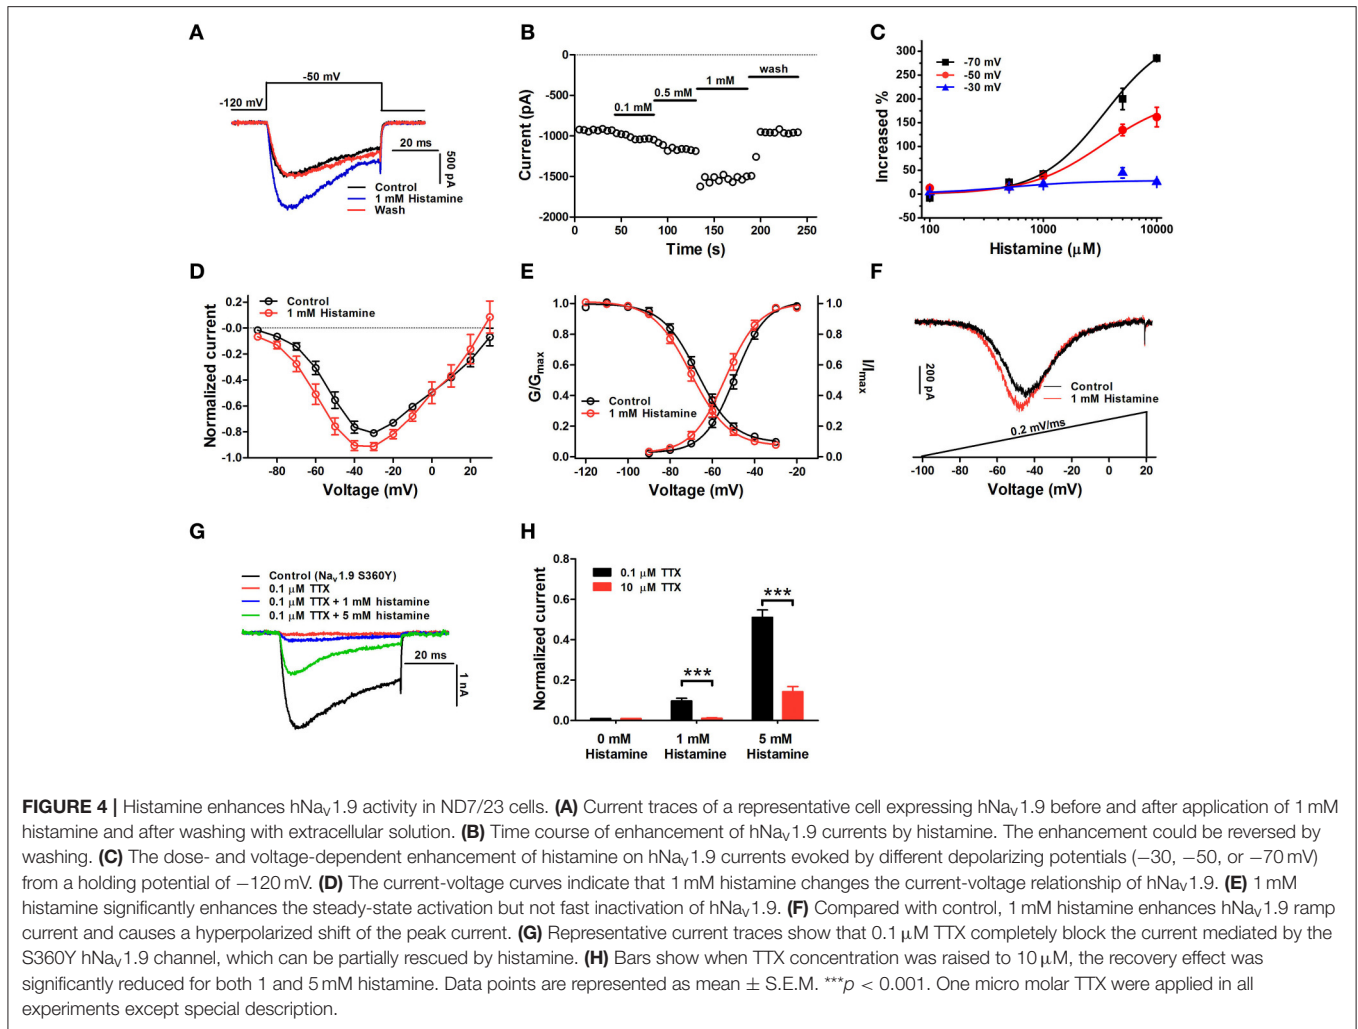 A
-50 mV
-120 mV
20 ms
500 pA
Control
1 mM Histamine
Wash
B
0
-500
-1000
-1500
-2000
Current (pA)
0.1 mM
0.5 mM
1 mM
wash
0 50 100 150 200 250
Time (s)
C
300
250
200
150
100
50
0
-50
Increased %
-70 mV
-50 mV
-30 mV
100 1000 10000
Histamine (μM)
D
0.2
-0.0
-0.2
-0.4
-0.6
-0.8
-1.0
Normalized current
Control
1 mM Histamine
-80 -60 -40 -20 0 20
Voltage (mV)
E
1.0
0.8
0.6
0.4
0.2
0.0
G/Gmax
Control
1 mM Histamine
1.0
0.8
0.6
0.4
0.2
0.0
I/Imax
-120 -100 -80 -60 -40 -20
Voltage (mV)
F
200 pA
Control
1 mM Histamine
0.2 mV/ms
-100 -80 -60 -40 -20 0 20
Voltage (mV)
G
Control (Nav1.9 S360Y)
0.1 μM TTX
0.1 μM TTX + 1 mM histamine
0.1 μM TTX + 5 mM histamine
20 ms
1 nA
H
0.8
0.6
0.4
0.2
0.0
Normalized current
0.1 μM TTX
10 μM TTX
***
***
0 mM 1 mM 5 mM
Histamine Histamine Histamine
FIGURE 4 | Histamine enhances hNav1.9 activity in ND7/23 cells. (A) Current traces of a representative cell expressing hNav1.9 before and after application of 1 mM
histamine and after washing with extracellular solution. (B) Time course of enhancement of hNav1.9 currents by histamine. The enhancement could be reversed by
washing. (C) The dose- and voltage-dependent enhancement of histamine on hNav1.9 currents evoked by different depolarizing potentials (−30, −50, or −70 mV)
from a holding potential of −120 mV. (D) The current-voltage curves indicate that 1 mM histamine changes the current-voltage relationship of hNav1.9. (E) 1 mM
histamine significantly enhances the steady-state activation but not fast inactivation of hNav1.9. (F) Compared with control, 1 mM histamine enhances hNav1.9 ramp
current and causes a hyperpolarized shift of the peak current. (G) Representative current traces show that 0.1 μM TTX completely block the current mediated by the
S360Y hNav1.9 channel, which can be partially rescued by histamine. (H) Bars show when TTX concentration was raised to 10 μM, the recovery effect was
significantly reduced for both 1 and 5 mM histamine. Data points are represented as mean ± S.E.M. ***p < 0.001. One micro molar TTX were applied in all
experiments except special description.